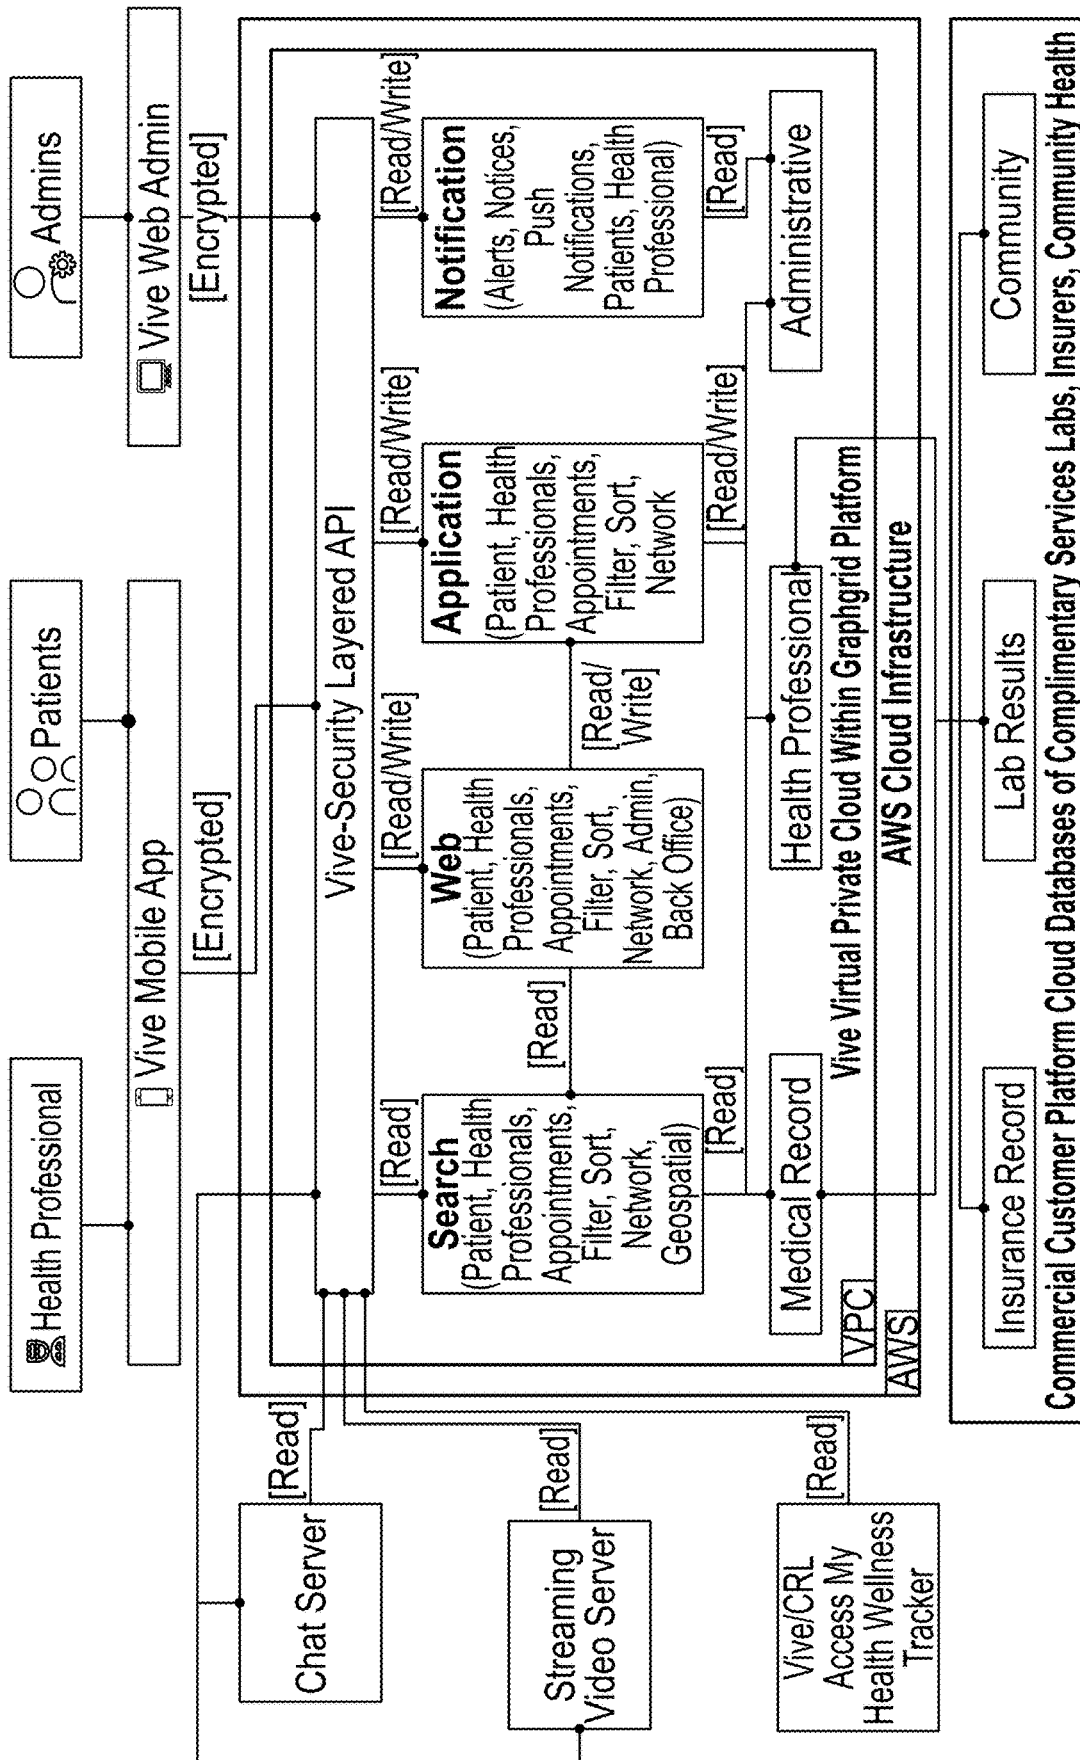 Health Professional
Patients
Admins
Vive Mobile App
Vive Web Admin
[Encrypted]
[Encrypted]
Vive-Security Layered API
[Read]
[Read/Write]
[Read/Write]
[Read/Write]
Chat Server
[Read]
Streaming
Video Server
[Read]
Vive/CRL
Access My
Health Wellness
Tracker
[Read]
Search
(Patient, Health
Professionals,
Appointments,
Filter, Sort,
Network,
Geospatial)
[Read]
Web
(Patient, Health
Professionals,
Appointments,
Filter, Sort,
Network, Admin,
Back Office)
[Read/
Write]
Application
(Patient, Health
Professionals,
Appointments,
Filter, Sort,
Network
Notification
(Alerts, Notices,
Push
Notifications,
Patients, Health
Professional)
[Read]
[Read/Write]
[Read]
Medical Record
Health Professional
Administrative
Vive Virtual Private Cloud Within Graphgrid Platform
VPC
AWS Cloud Infrastructure
AWS
Insurance Record
Lab Results
Community
Commercial Customer Platform Cloud Databases of Complimentary Services Labs, Insurers, Community Health